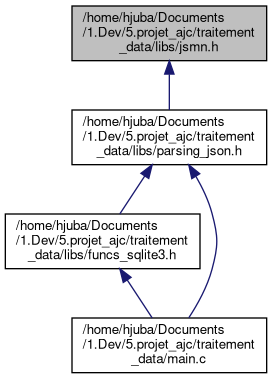 /home/hjuba/Documents
/1.Dev/5.projet_ajc/traitement
_data/libs/jsmn.h
/home/hjuba/Documents
/1.Dev/5.projet_ajc/traitement
_data/libs/parsing_json.h
/home/hjuba/Documents
/1.Dev/5.projet_ajc/traitement
_data/libs/funcs_sqlite3.h
/home/hjuba/Documents
/1.Dev/5.projet_ajc/traitement
_data/main.c